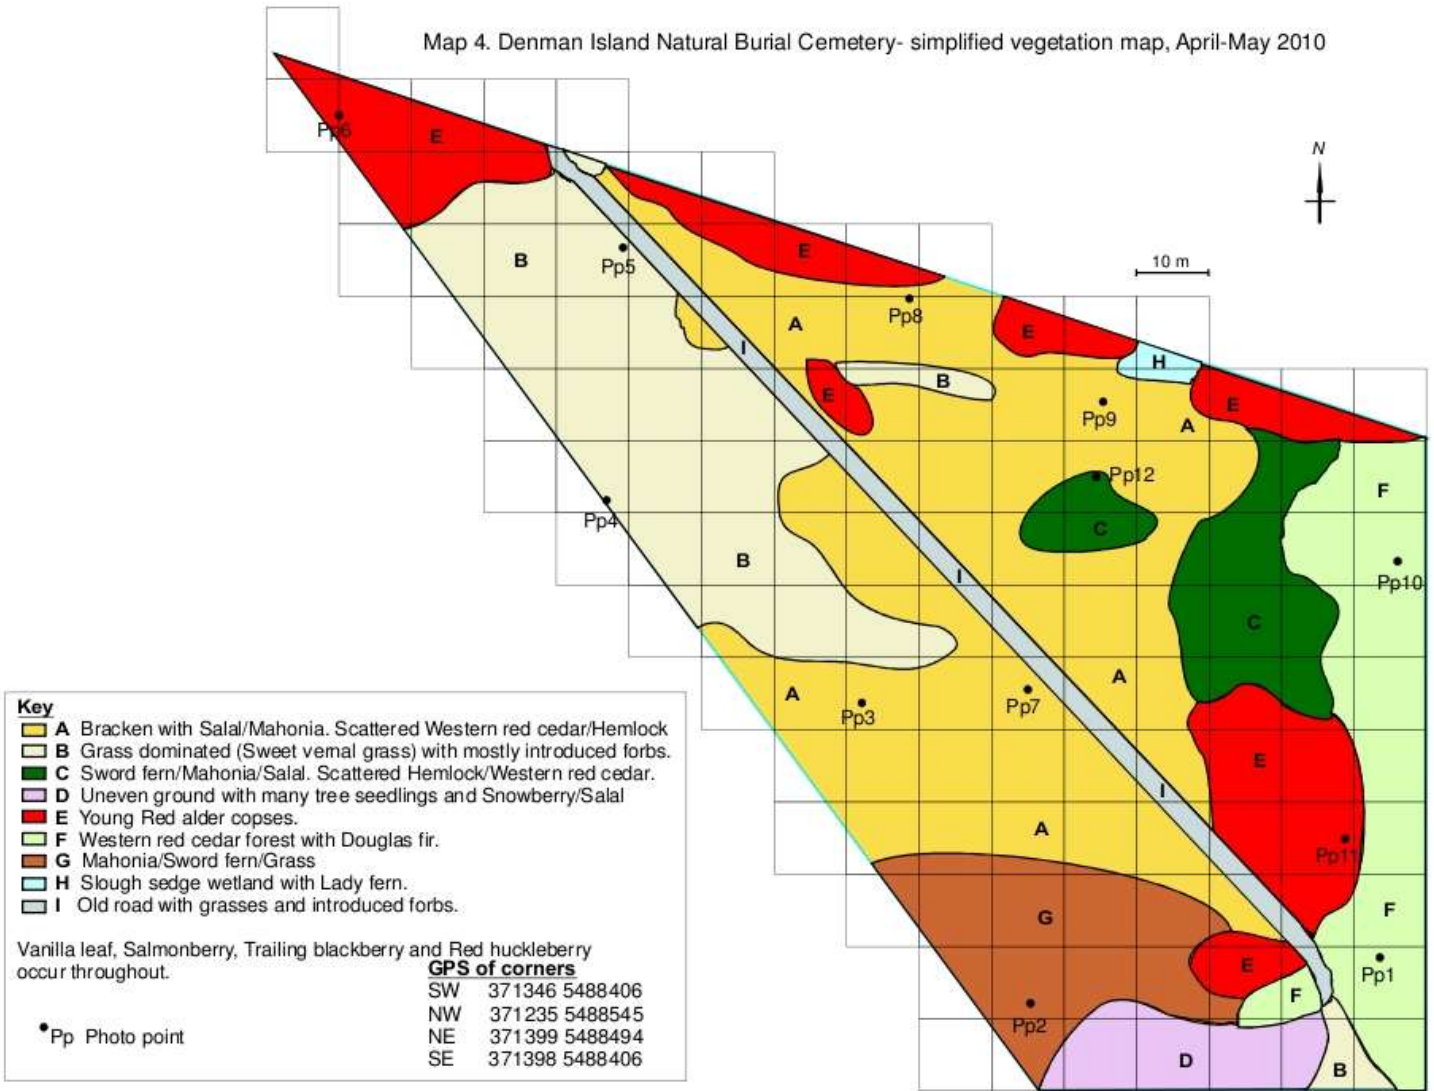 Map 4. Denman Island Natural Burial Cemetery- simplified vegetation map, April-May 2010
Pp6
E
N
B
Pp5
E
10 m
A
Pp8
E
I
H
E
B
E
Pp9
A
Pp12
F
Pp4
C
B
I
Pp10
C
A
A
Pp3
Pp7
E
I
A
Pp11
G
F
E
Pp1
F
Pp2
D
B
Key
A Bracken with Salal/Mahonia. Scattered Western red cedar/Hemlock
B Grass dominated (Sweet vernal grass) with mostly introduced forbs.
C Sword fern/Mahonia/Salal. Scattered Hemlock/Western red cedar.
D Uneven ground with many tree seedlings and Snowberry/Salal
E Young Red alder copses.
F Western red cedar forest with Douglas fir.
G Mahonia/Sword fern/Grass
H Slough sedge wetland with Lady fern.
I Old road with grasses and introduced forbs.
Vanilla leaf, Salmonberry, Trailing blackberry and Red huckleberry
occur throughout.
GPS of corners
SW 371346 5488406
NW 371235 5488545
NE 371399 5488494
SE 371398 5488406
Pp Photo point